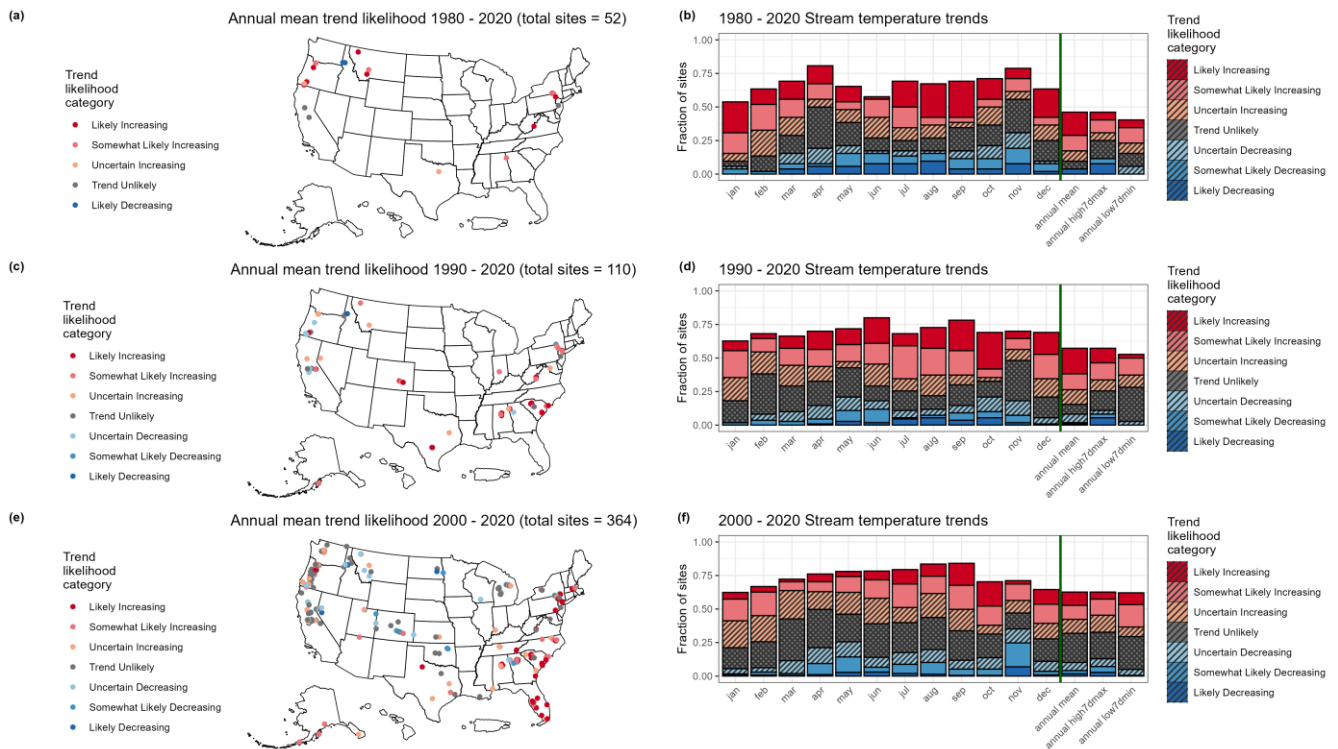 (a)
Annual mean trend likelihood 1980 - 2020 (total sites = 52)
Trend
likelihood
category
Likely Increasing
Somewhat Likely Increasing
Uncertain Increasing
Trend Unlikely
Likely Decreasing
(b)
1980 - 2020 Stream temperature trends
Fraction of sites
1.00
0.75
0.50
0.25
0.00
jan
feb
mar
apr
may
jun
jul
aug
sep
oct
nov
dec
annual mean
annual high7dmax
annual low7dmin
Trend
likelihood
category
Likely Increasing
Somewhat Likely Increasing
Uncertain Increasing
Trend Unlikely
Uncertain Decreasing
Somewhat Likely Decreasing
Likely Decreasing
(c)
Annual mean trend likelihood 1990 - 2020 (total sites = 110)
Trend
likelihood
category
Likely Increasing
Somewhat Likely Increasing
Uncertain Increasing
Trend Unlikely
Uncertain Decreasing
Somewhat Likely Decreasing
Likely Decreasing
(d)
1990 - 2020 Stream temperature trends
Fraction of sites
1.00
0.75
0.50
0.25
0.00
jan
feb
mar
apr
may
jun
jul
aug
sep
oct
nov
dec
annual mean
annual high7dmax
annual low7dmin
Trend
likelihood
category
Likely Increasing
Somewhat Likely Increasing
Uncertain Increasing
Trend Unlikely
Uncertain Decreasing
Somewhat Likely Decreasing
Likely Decreasing
(e)
Annual mean trend likelihood 2000 - 2020 (total sites = 364)
Trend
likelihood
category
Likely Increasing
Somewhat Likely Increasing
Uncertain Increasing
Trend Unlikely
Uncertain Decreasing
Somewhat Likely Decreasing
Likely Decreasing
(f)
2000 - 2020 Stream temperature trends
Fraction of sites
1.00
0.75
0.50
0.25
0.00
jan
feb
mar
apr
may
jun
jul
aug
sep
oct
nov
dec
annual mean
annual high7dmax
annual low7dmin
Trend
likelihood
category
Likely Increasing
Somewhat Likely Increasing
Uncertain Increasing
Trend Unlikely
Uncertain Decreasing
Somewhat Likely Decreasing
Likely Decreasing